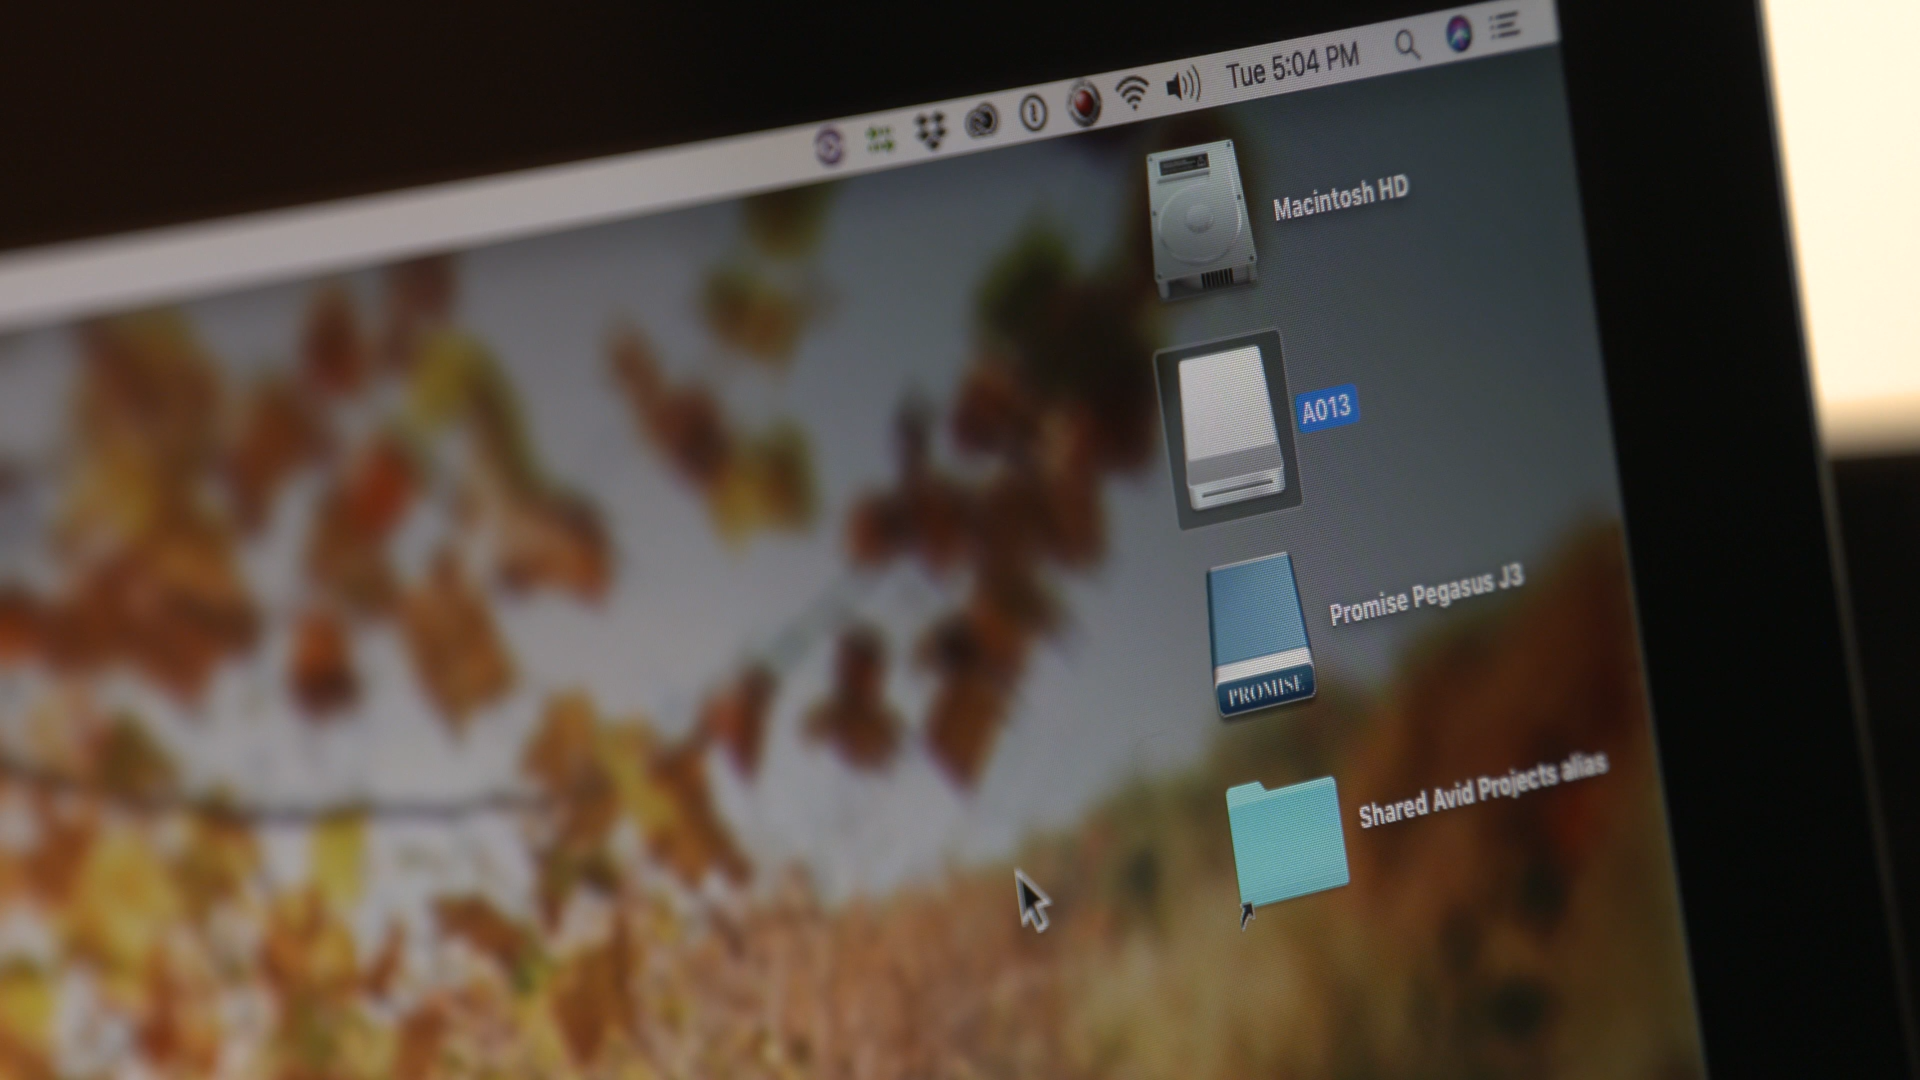 Tue 5:04 PM
Macintosh HD
A013
Promise Pegasus J3
PROMISE
Shared Avid Projects alias